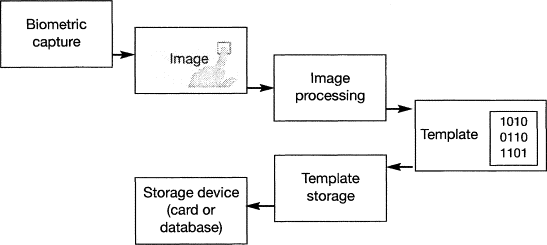 Biometric
capture
Image
Image
processing
Template
1010
0110
1101
Template
storage
Storage device
(card or
database)